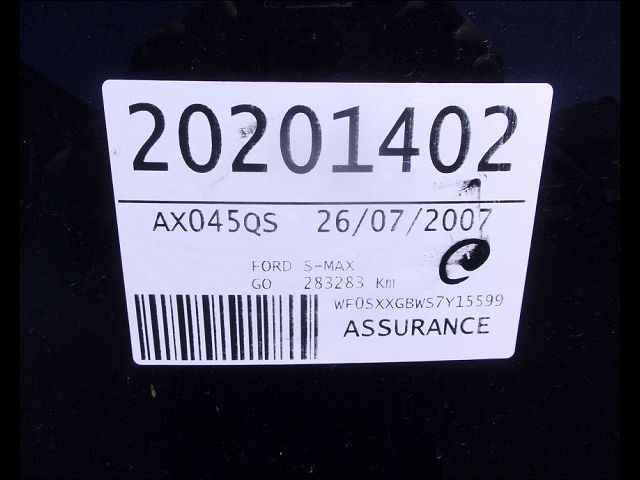 20201402
AX045QS 26/07/2007
FORD S-MAX
GO 283283 Km
WF0SXXGBWS7Y15599
ASSURANCE